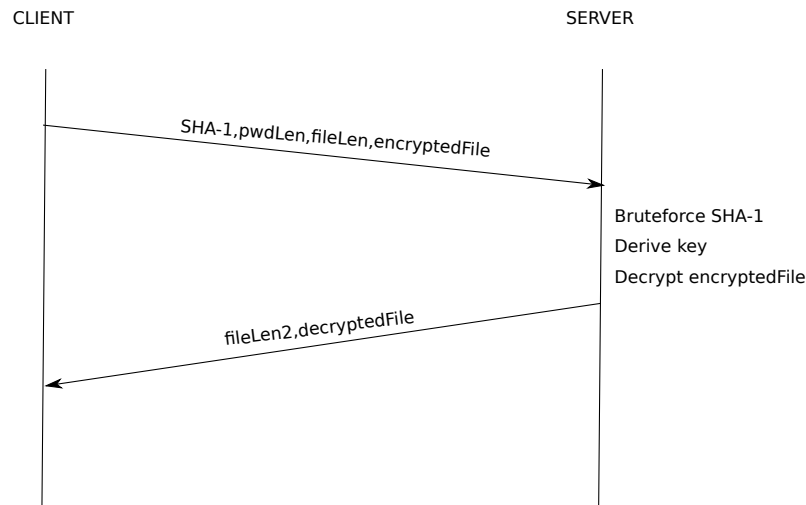 CLIENT
SERVER
SHA-1,pwdLen,fileLen,encryptedFile
Bruteforce SHA-1
Derive key
Decrypt encryptedFile
fileLen2,decryptedFile